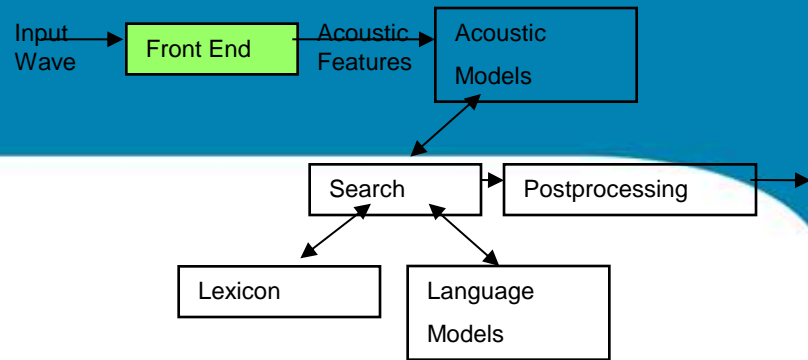 Input
Wave
Front End
Acoustic
Features
Acoustic
Models
Search
Postprocessing
Lexicon
Language
Models